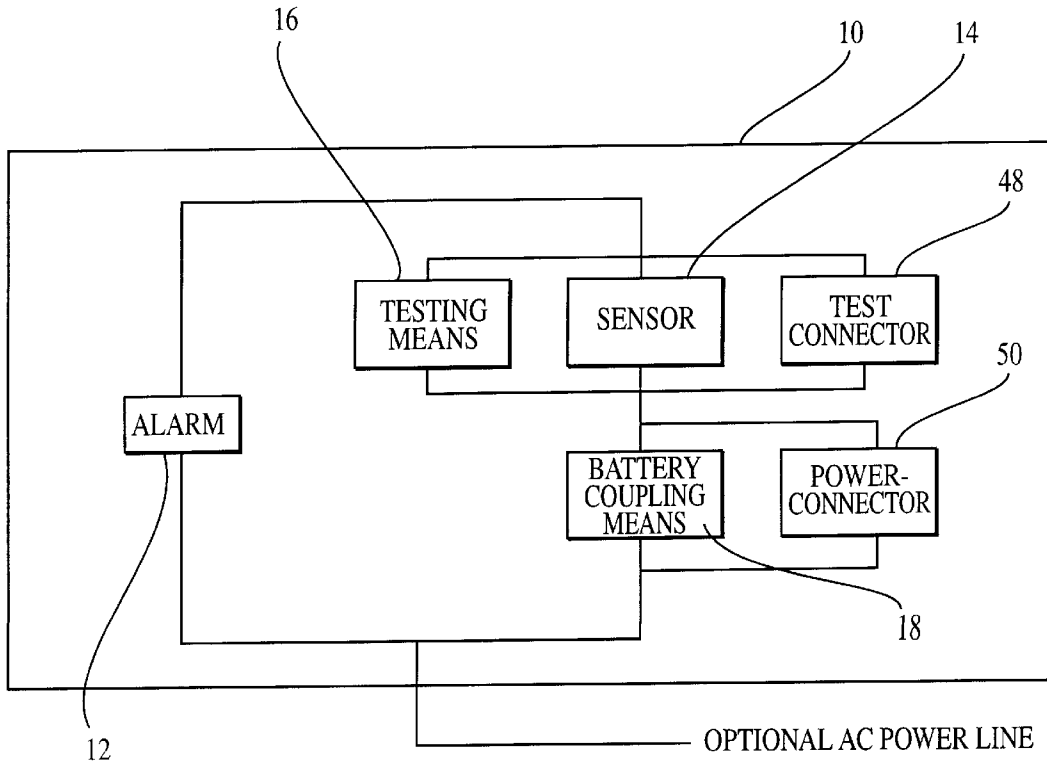 16
10
14
48
TESTING
MEANS
SENSOR
TEST
CONNECTOR
50
ALARM
BATTERY
COUPLING
MEANS
POWER-
CONNECTOR
18
12
OPTIONAL AC POWER LINE